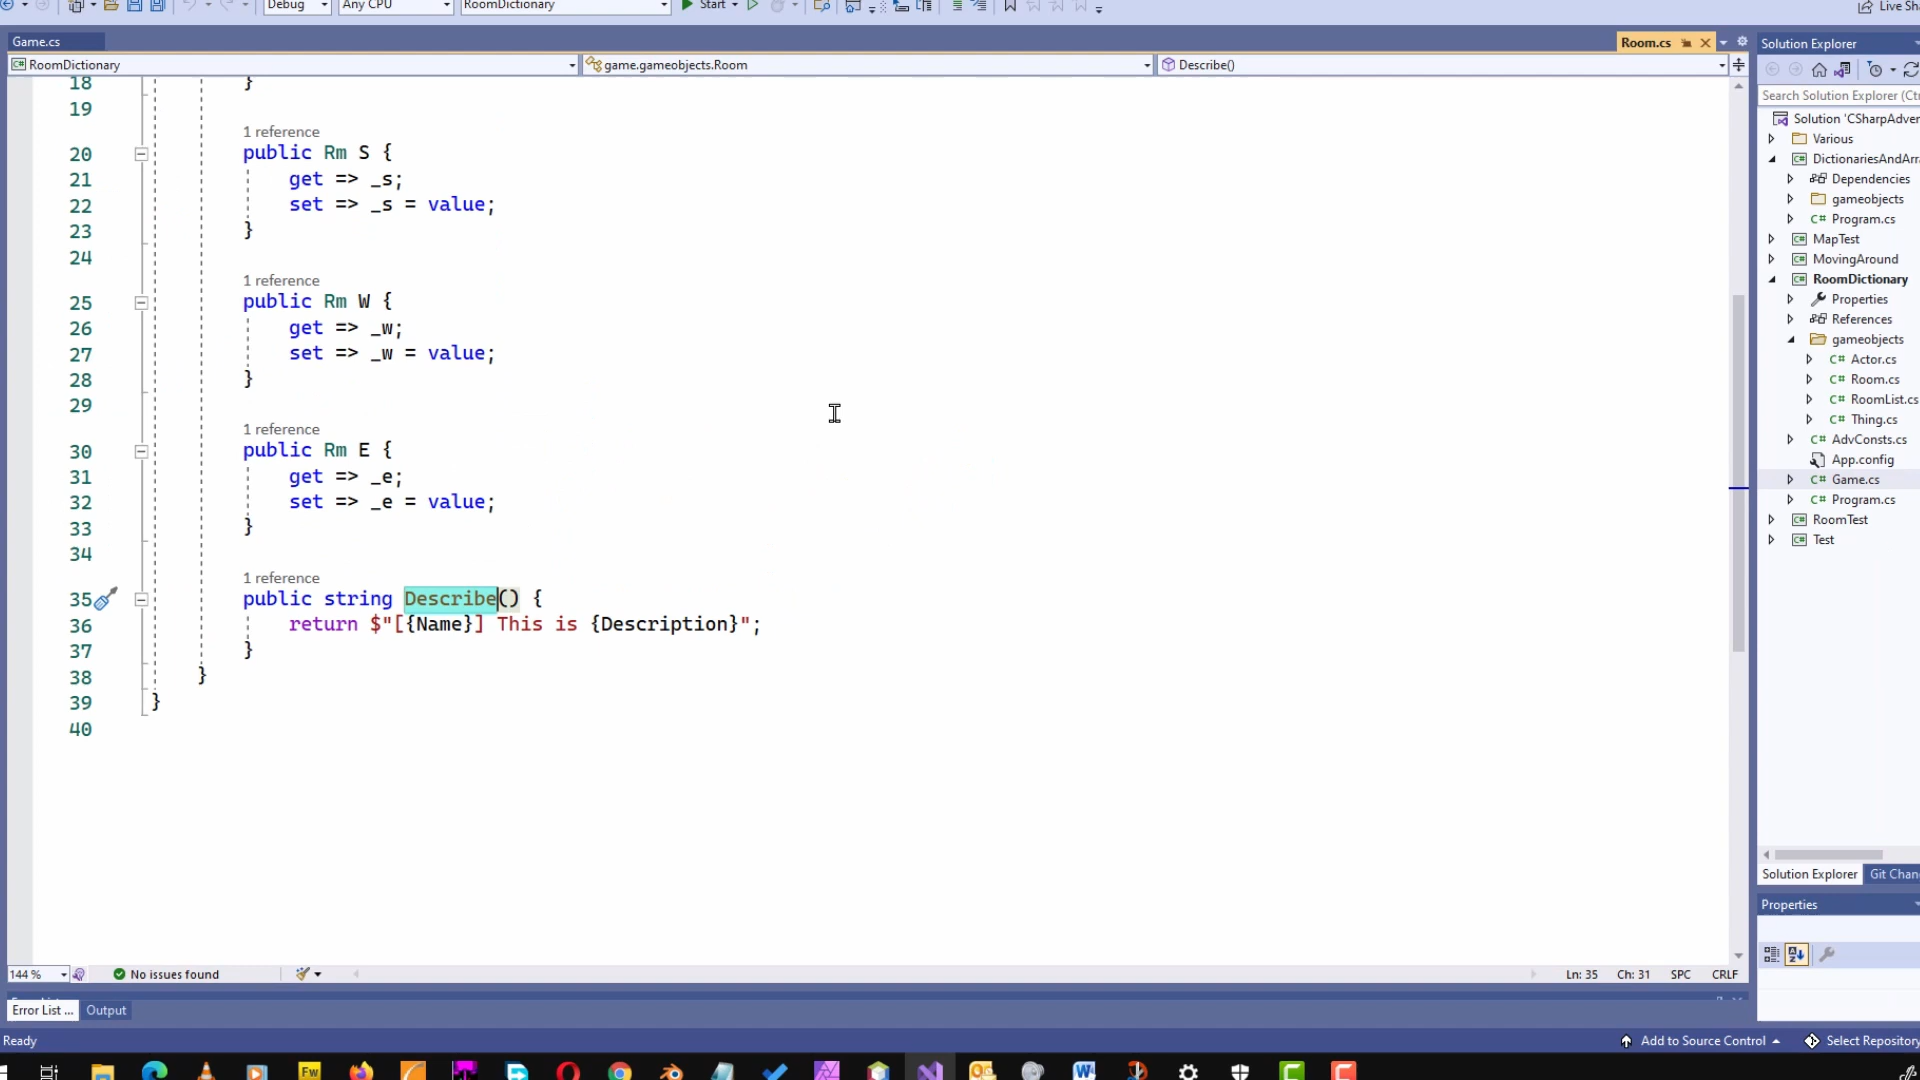 Debug
Any CPU
RoomDictionary
Start
Live Sha
Game.cs
Room.cs
RoomDictionary
game.gameobjects.Room
Describe()
18 }
19
1 reference
20 public Rm S {
21 get => _s;
22 set => _s = value;
23 }
24
1 reference
25 public Rm W {
26 get => _w;
27 set => _w = value;
28 }
29
1 reference
30 public Rm E {
31 get => _e;
32 set => _e = value;
33 }
34
1 reference
35 public string Describe() {
36 return $"[{Name}] This is {Description}";
37 }
38 }
39 }
40
144 %
No issues found
Ln: 35
Ch: 31
SPC
CRLF
Error List ...
Output
Ready
Add to Source Control
Select Repository
Solution Explorer
Search Solution Explorer (Ctr
Solution 'CSharpAdver
Various
C# DictionariesAndArra
Dependencies
gameobjects
C# Program.cs
C# MapTest
C# MovingAround
C# RoomDictionary
Properties
References
gameobjects
C# Actor.cs
C# Room.cs
C# RoomList.cs
C# Thing.cs
C# AdvConsts.cs
App.config
C# Game.cs
C# Program.cs
C# RoomTest
C# Test
Solution Explorer
Git Chan
Properties
Fw